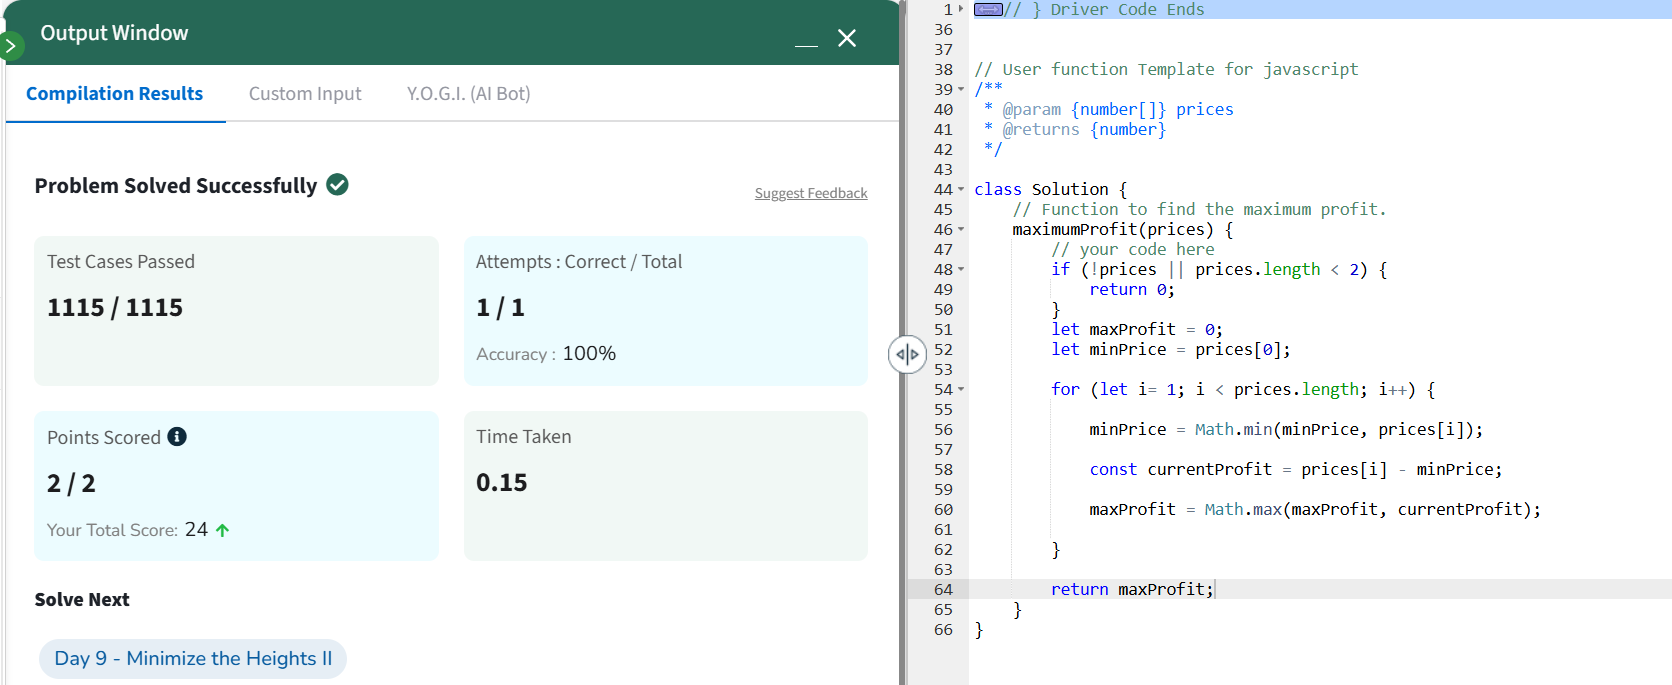 Output Window
Compilation Results Custom Input Y.O.G.I. (AI Bot)
Problem Solved Successfully
Suggest Feedback
Test Cases Passed
1115 / 1115
Attempts : Correct / Total
1 / 1
Accuracy : 100%
Points Scored
2 / 2
Your Total Score: 24
Time Taken
0.15
Solve Next
Day 9 - Minimize the Heights II
1 // } Driver Code Ends
36
37
38 // User function Template for javascript
39 /**
40  * @param {number[]} prices
41  * @returns {number}
42  */
43
44 class Solution {
45     // Function to find the maximum profit.
46     maximumProfit(prices) {
47         // your code here
48         if (!prices || prices.length < 2) {
49             return 0;
50         }
51         let maxProfit = 0;
52         let minPrice = prices[0];
53
54         for (let i= 1; i < prices.length; i++) {
55
56             minPrice = Math.min(minPrice, prices[i]);
57
58             const currentProfit = prices[i] - minPrice;
59
60             maxProfit = Math.max(maxProfit, currentProfit);
61
62         }
63
64         return maxProfit;
65     }
66 }